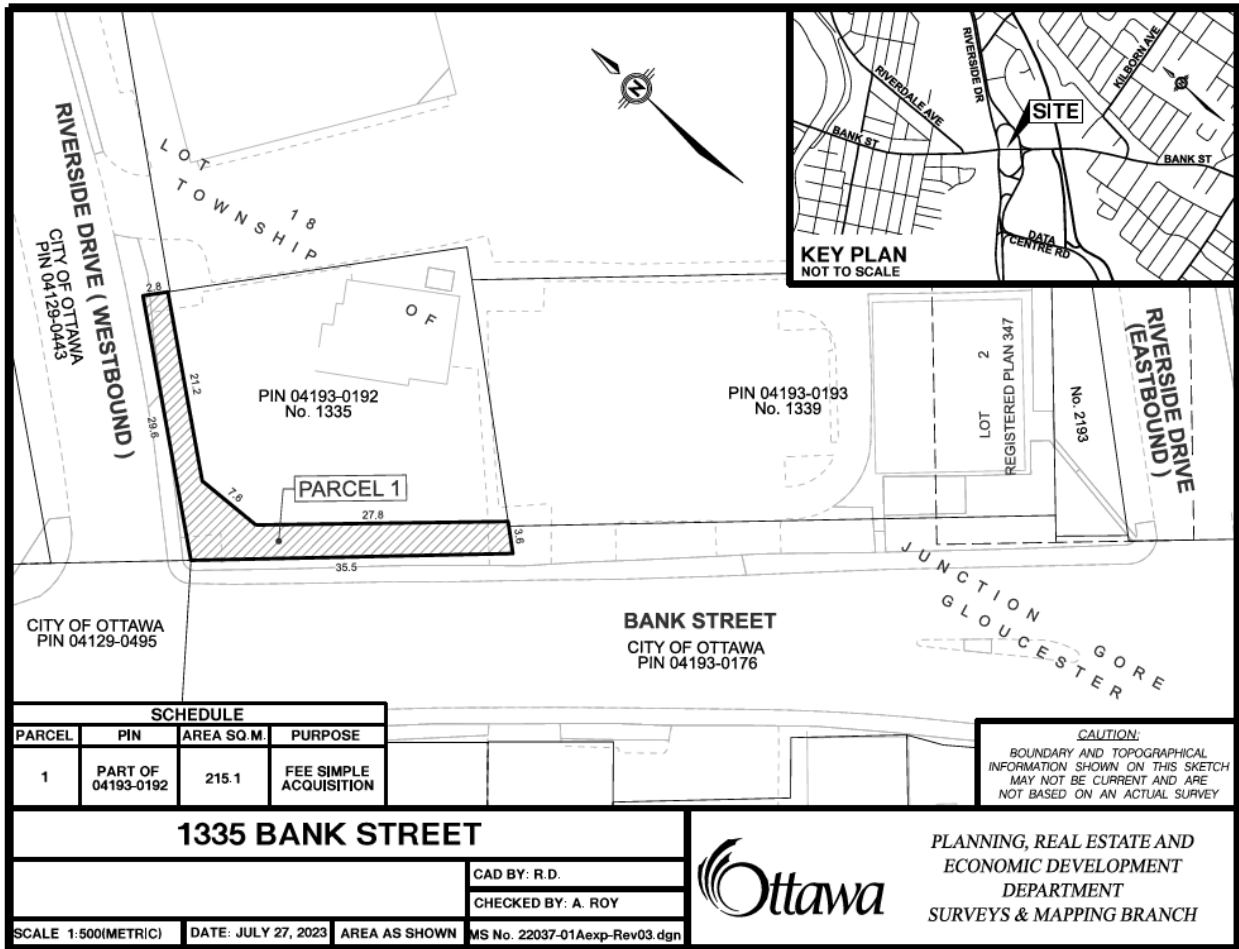 RIVERSIDE DRIVE ( WESTBOUND )
CITY OF OTTAWA
PIN 04129-0443
LOT
18
TOWNSHIP
OF
N
RIVERSIDE DR
RIVERDALE AVE
KILBORN AVE
N
SITE
BANK ST
BANK ST
DATA
CENTRE RD
KEY PLAN
NOT TO SCALE
2.8
21.2
29.6
7.6
27.8
3.6
35.5
PIN 04193-0192
No. 1335
PARCEL 1
PIN 04193-0193
No. 1339
LOT 2
REGISTERED PLAN 347
No. 2193
RIVERSIDE DRIVE
(EASTBOUND )
JUNCTION GORE
GLOUCESTER
CITY OF OTTAWA
PIN 04129-0495
BANK STREET
CITY OF OTTAWA
PIN 04193-0176
SCHEDULE
PARCEL PIN AREA SQ.M. PURPOSE
1 PART OF 04193-0192 215.1 FEE SIMPLE ACQUISITION
CAUTION:
BOUNDARY AND TOPOGRAPHICAL
INFORMATION SHOWN ON THIS SKETCH
MAY NOT BE CURRENT AND ARE
NOT BASED ON AN ACTUAL SURVEY
1335 BANK STREET
CAD BY: R.D.
CHECKED BY: A. ROY
SCALE 1:500(METRIC) DATE: JULY 27, 2023 AREA AS SHOWN MS No. 22037-01Aexp-Rev03.dgn
Ottawa
PLANNING, REAL ESTATE AND
ECONOMIC DEVELOPMENT
DEPARTMENT
SURVEYS & MAPPING BRANCH